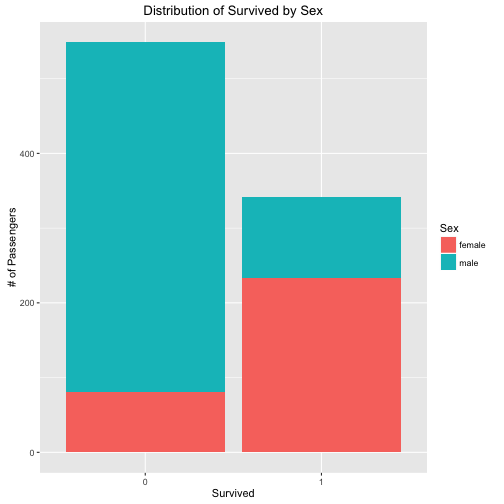 Distribution of Survived by Sex
# of Passengers
400
200
0
0
1
Survived
Sex
female
male